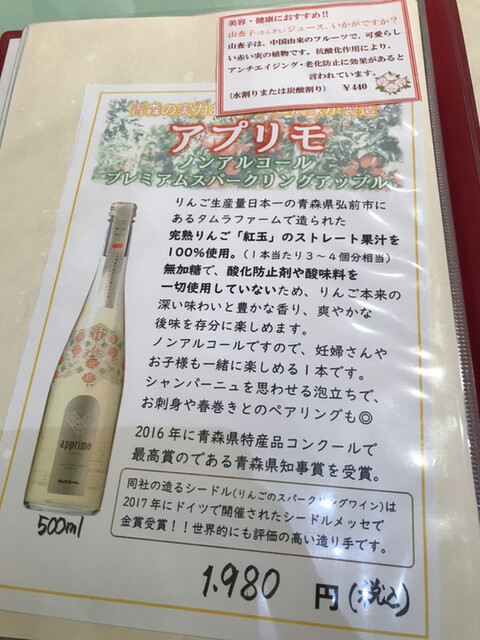 美容・健康におすすめ!!
山査子(さんざし)ジュース、いかがですか？
山査子は、中国由来のフルーツで、可愛らし
い赤い実の植物です。抗酸化作用により、
アンチエイジング・老化防止に効果があると
言われています。
(水割りまたは炭酸割り) ￥440
青森の実力
アプリモ
ノンアルコール
プレミアムスパークリングアップル
りんご生産量日本一の青森県弘前市に
あるタムラファームで造られた
完熟りんご「紅玉」のストレート果汁を
100%使用。(1本当たり3～4個分相当)
無加糖で、酸化防止剤や酸味料を
一切使用していないため、りんご本来の
深い味わいと豊かな香り、爽やかな
後味を存分に楽しめます。
ノンアルコールですので、妊婦さんや
お子様も一緒に楽しめる1本です。
シャンパーニュを思わせる泡立ちで、
お刺身や春巻きとのペアリングも◎
2016年に青森県特産品コンクールで
最高賞のである青森県知事賞を受賞。
apprimo
500ml
同社の造るシードル(りんごのスパークリングワイン)は
2017年にドイツで開催されたシードルメッセで
金賞受賞!!世界的にも評価の高い造り手です。
1.980 円(税込)